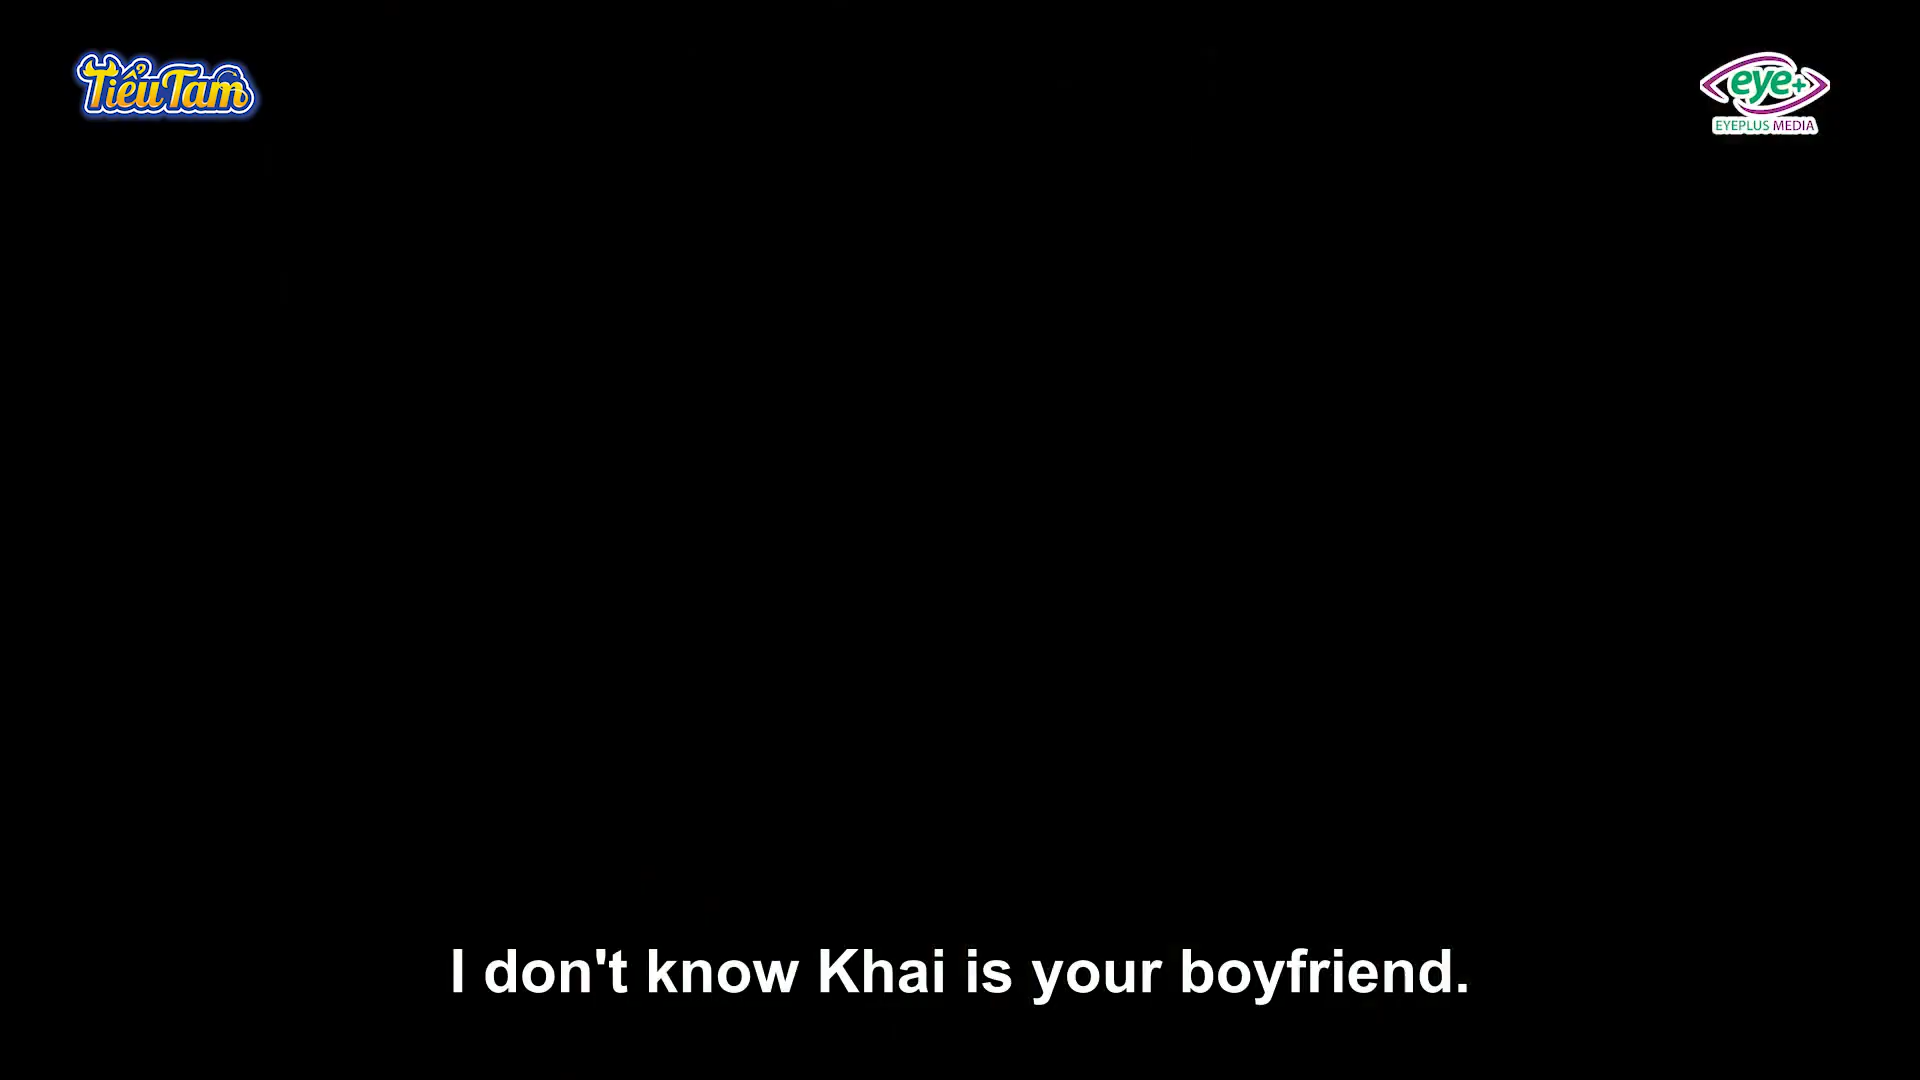 Tiểu Tam
eye+
EYEPLUS MEDIA
I don't know Khai is your boyfriend.